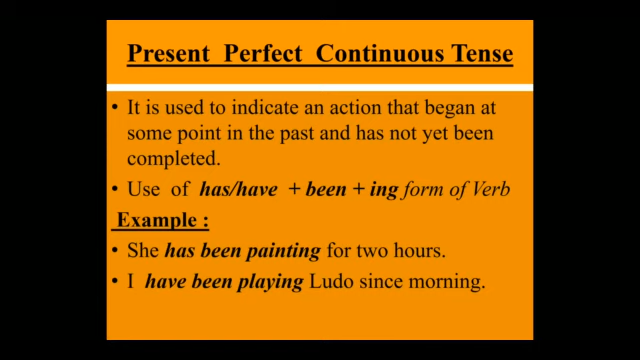 Present Perfect Continuous Tense
• It is used to indicate an action that began at
some point in the past and has not yet been
completed.
• Use of has/have + been + ing form of Verb
Example :
• She has been painting for two hours.
• I have been playing Ludo since morning.